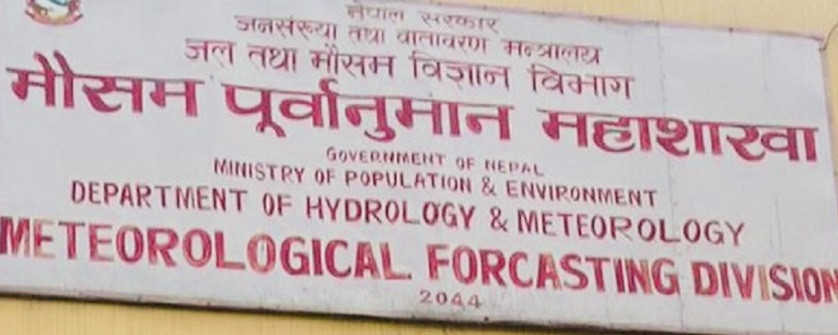 नेपाल सरकार
जनसंख्या तथा वातावरण मन्त्रालय
जल तथा मौसम विज्ञान विभाग
मौसम पूर्वानुमान महाशाखा
GOVERNMENT OF NEPAL
MINISTRY OF POPULATION & ENVIRONMENT
DEPARTMENT OF HYDROLOGY & METEOROLOGY
METEOROLOGICAL FORCASTING DIVISION
2044